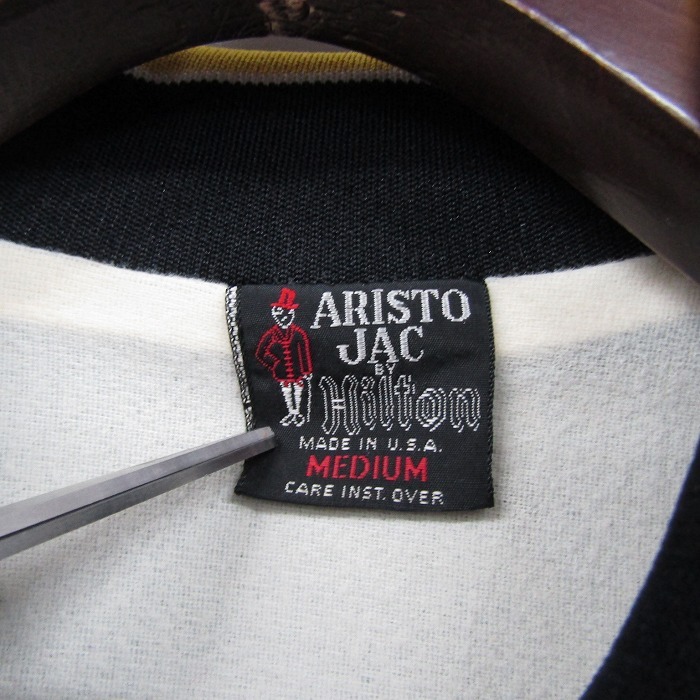 ARISTO
JAC
BY
Hilton
MADE IN U.S.A.
MEDIUM
CARE INST. OVER